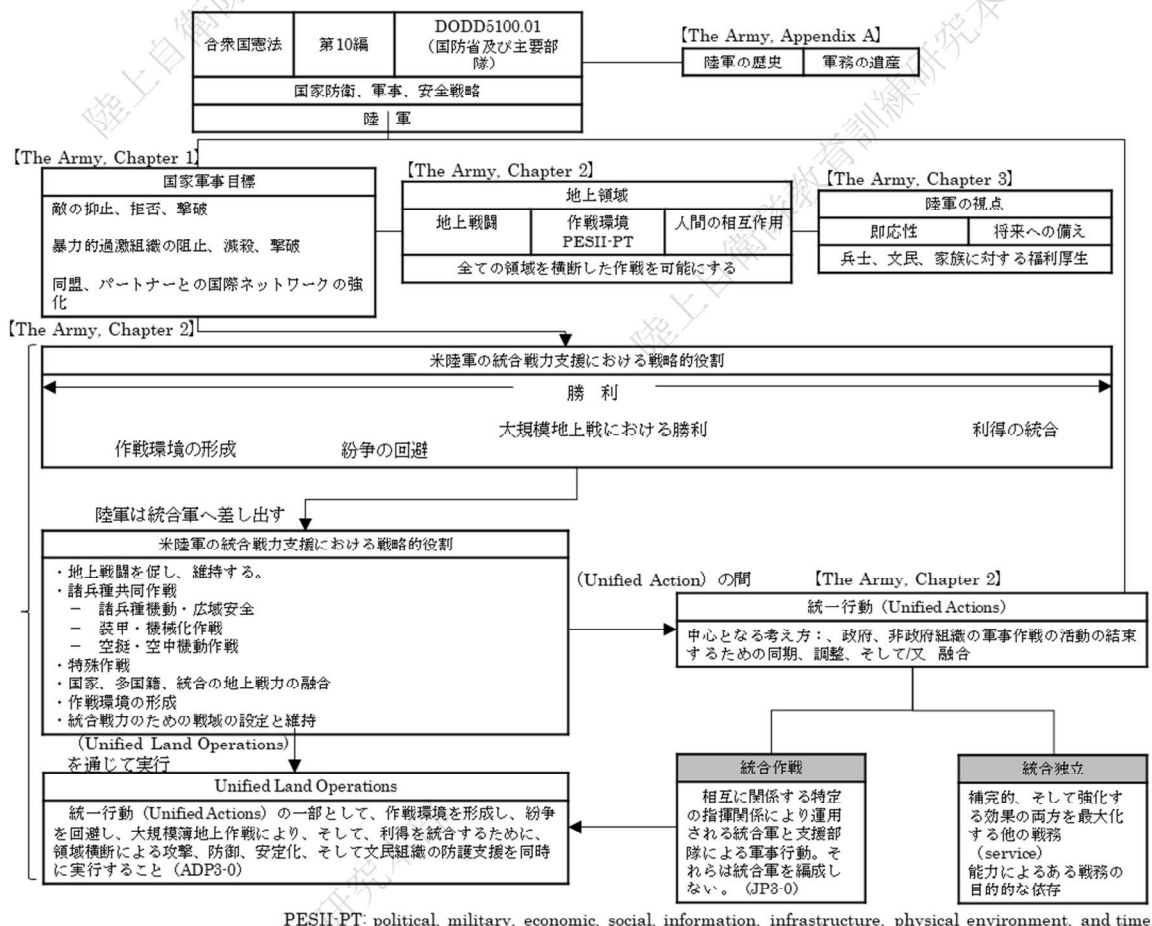 合衆国憲法
第10編
DODD5100.01
(国防省及び主要部
隊)
国家防衛、軍事、安全戦略
陸 軍
【The Army, Appendix A】
陸軍の歴史
軍務の遺産
【The Army, Chapter 1】
国家軍事目標
敵の抑止、拒否、撃破
暴力的過激組織の阻止、減殺、撃破
同盟、パートナーとの国際ネットワークの強
化
【The Army, Chapter 2】
地上領域
地上戦闘
作戦環境
PESII-PT
人間の相互作用
全ての領域を横断した作戦を可能にする
【The Army, Chapter 3】
陸軍の視点
即応性
将来への備え
兵士、文民、家族に対する福利厚生
【The Army, Chapter 2】
米陸軍の統合戦力支援における戦略的役割
勝 利
作戦環境の形成
紛争の回避
大規模地上戦における勝利
利得の統合
陸軍は統合軍へ差し出す
米陸軍の統合戦力支援における戦略的役割
・地上戦闘を促し、維持する。
・諸兵種共同作戦
－ 諸兵種機動・広域安全
－ 装甲・機械化作戦
－ 空挺・空中機動作戦
・特殊作戦
・国家、多国籍、統合の地上戦力の融合
・作戦環境の形成
・統合戦力のための戦域の設定と維持
(Unified Action) の間
【The Army, Chapter 2】
統一行動 (Unified Actions)
中心となる考え方：、政府、非政府組織の軍事作戦の活動の結束
するための同期、調整、そして/又 融合
(Unified Land Operations)
を通じて実行
Unified Land Operations
統一行動 (Unified Actions) の一部として、作戦環境を形成し、紛争
を回避し、大規模簿地上作戦により、そして、利得を統合するために、
領域横断による攻撃、防御、安定化、そして文民組織の防護支援を同時
に実行すること (ADP3-0)
統合作戦
相互に関係する特定
の指揮関係により運用
される統合軍と支援部
隊による軍事行動。そ
れらは統合軍を編成し
ない。 (JP3-0)
統合独立
補完的、そして強化す
る効果の両方を最大化
する他の戦務
(service)
能力によるある戦務の
目的的な依存
PESII-PT: political, military, economic, social, information, infrastructure, physical environment, and time